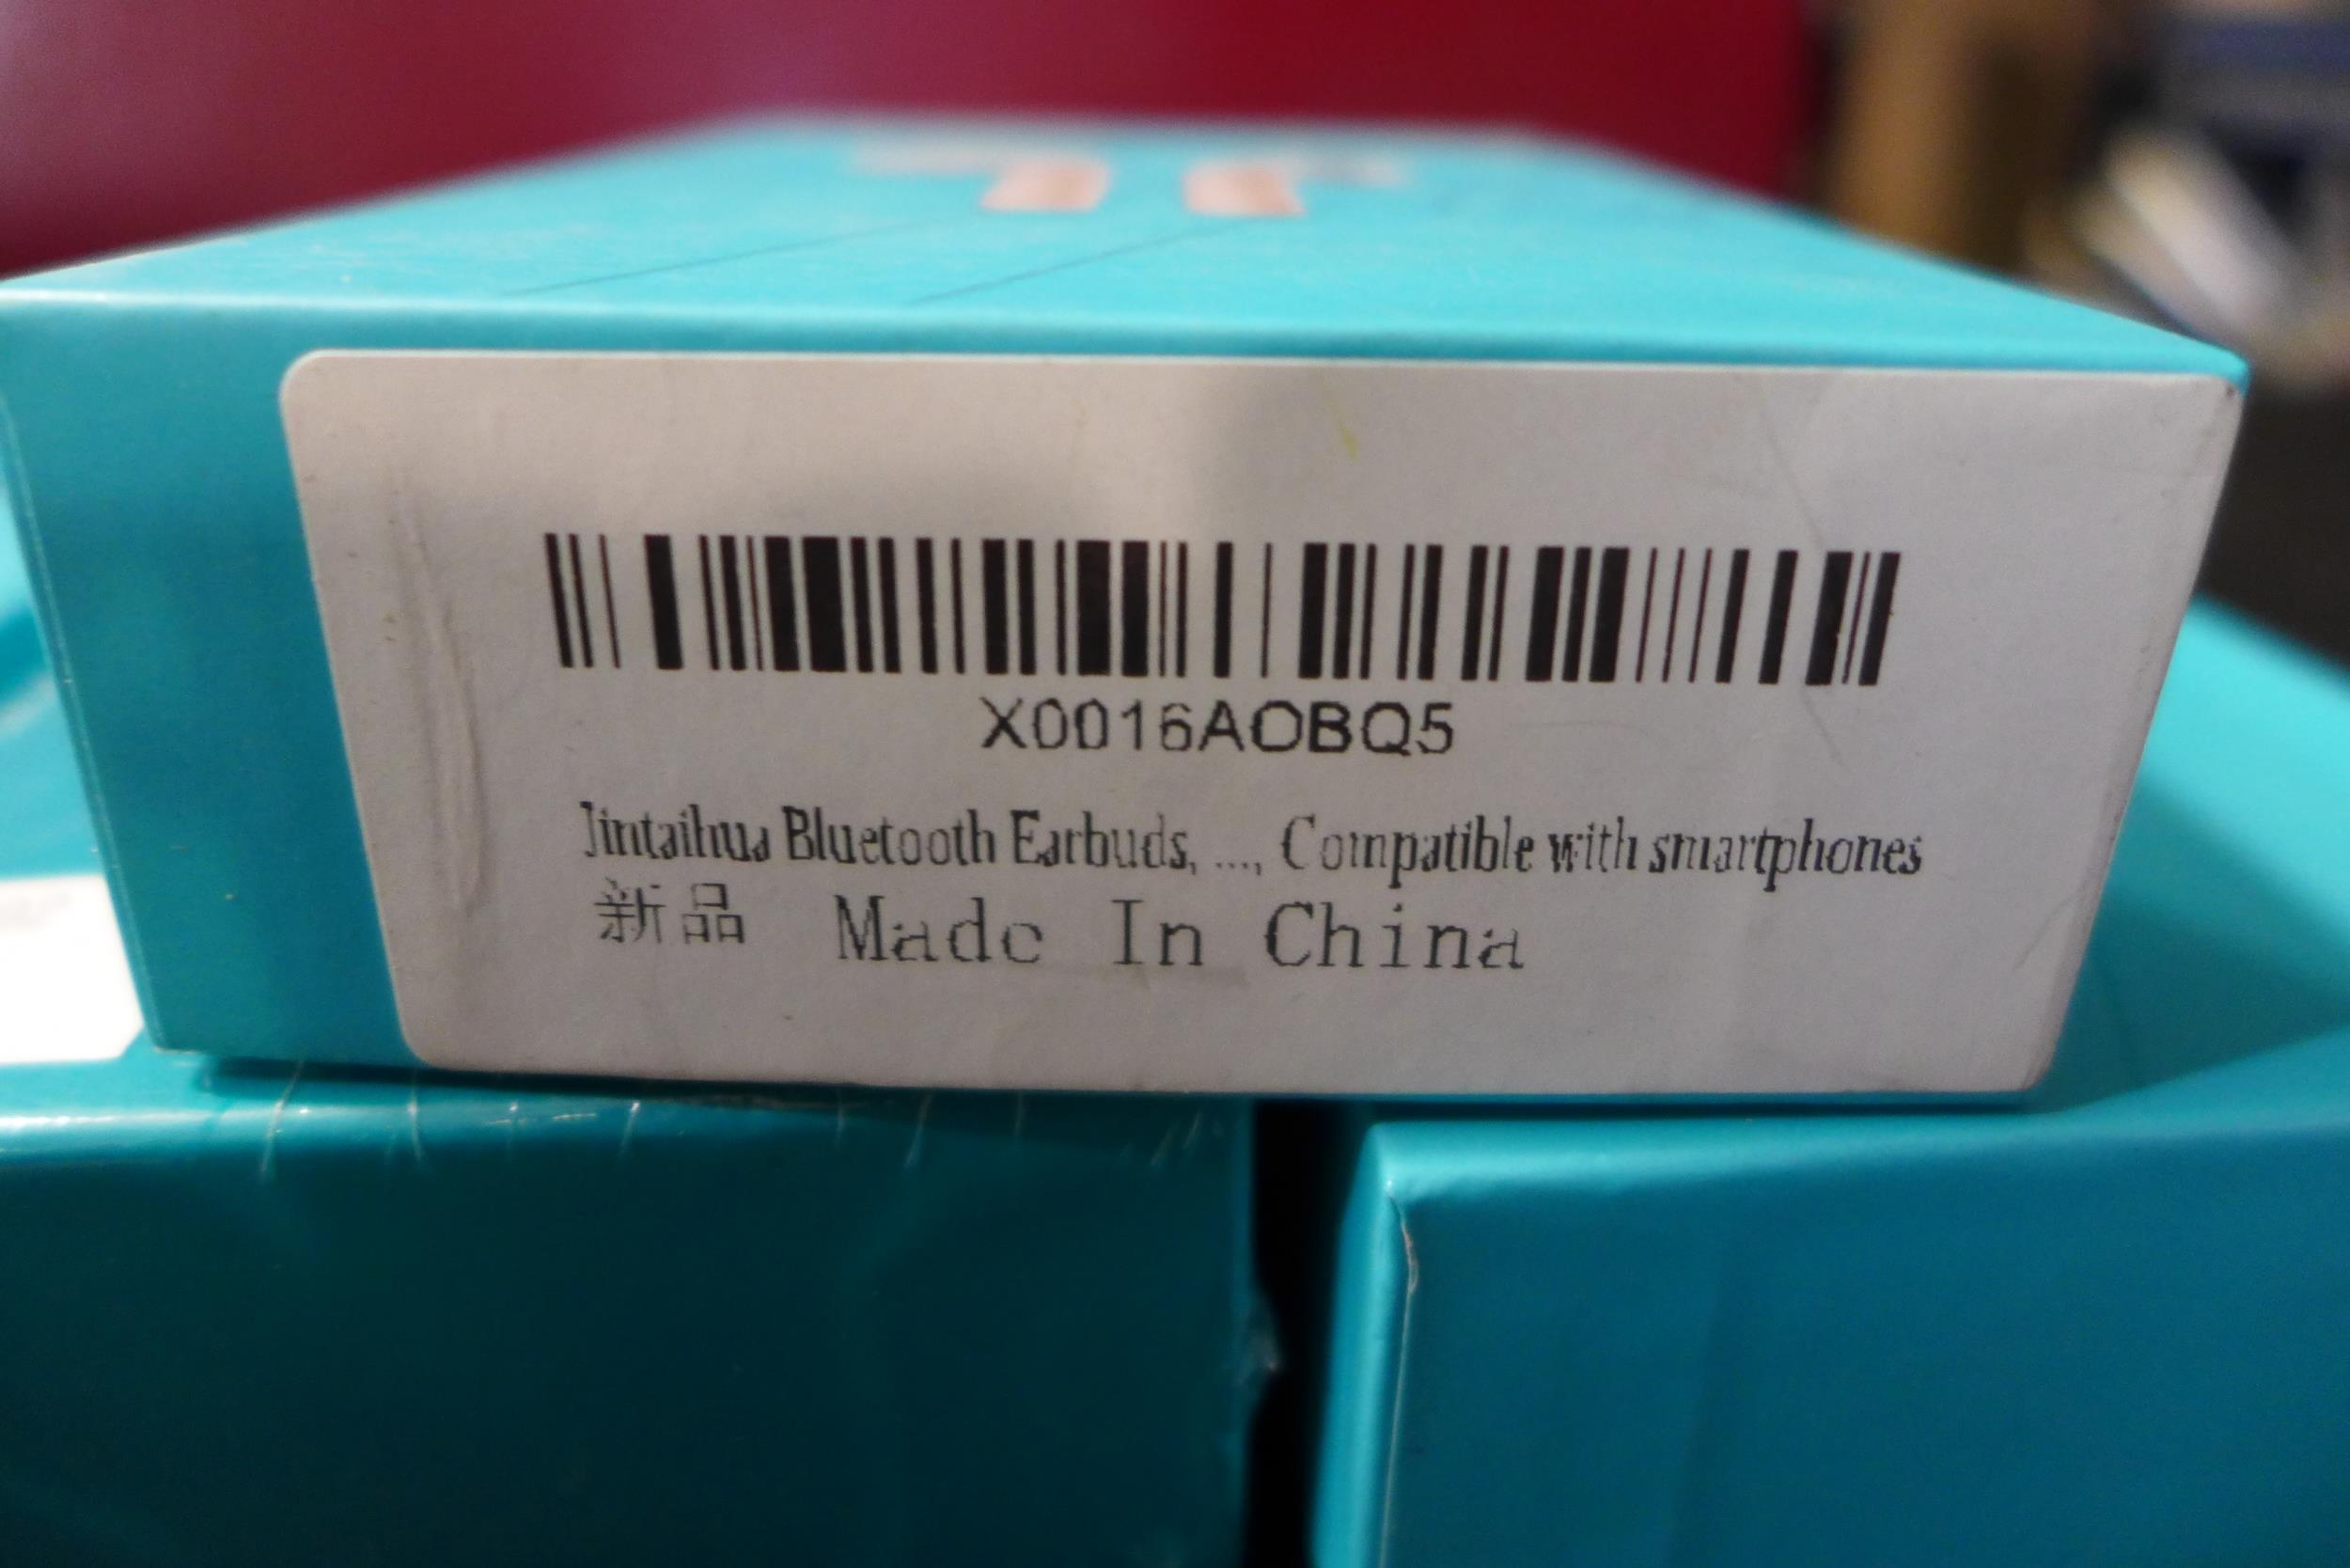 X0016AOBQ5
Jintaihua Bluetooth Earbuds, ..., Compatible with smartphones
新品 Made In China